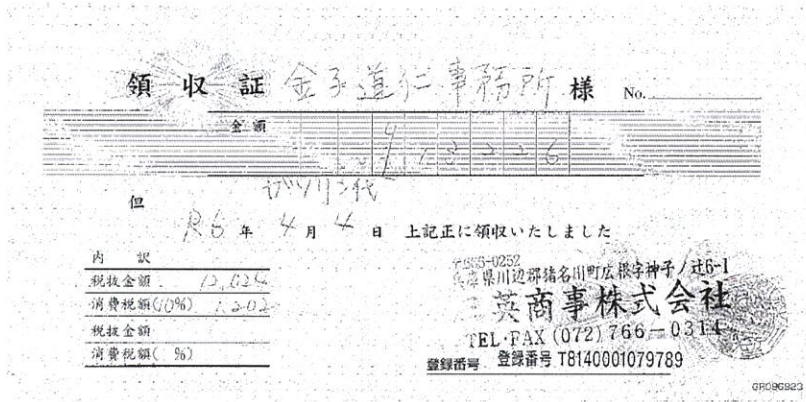 領収証 金子道仁事務所 様 No.
金額 ¥13226
但 ガソリン代
R6年4月4日 上記正に領収いたしました
内訳
税抜金額 12,024
消費税額(10%) 1,202
税抜金額
消費税額( %)
〒666-0252
兵庫県川辺郡猪名川町広根字神子ノ辻6-1
三英商事株式会社
TEL・FAX (072) 766-0314
登録番号 登録番号 T8140001079789